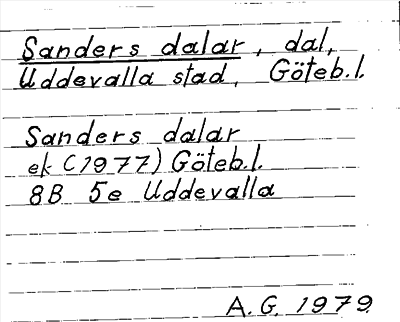 Sanders dalar, dal,
Uddevalla stad, Göteb.l.
Sanders dalar
ek (1977) Göteb.l.
8B 5e Uddevalla
A.G. 1979.